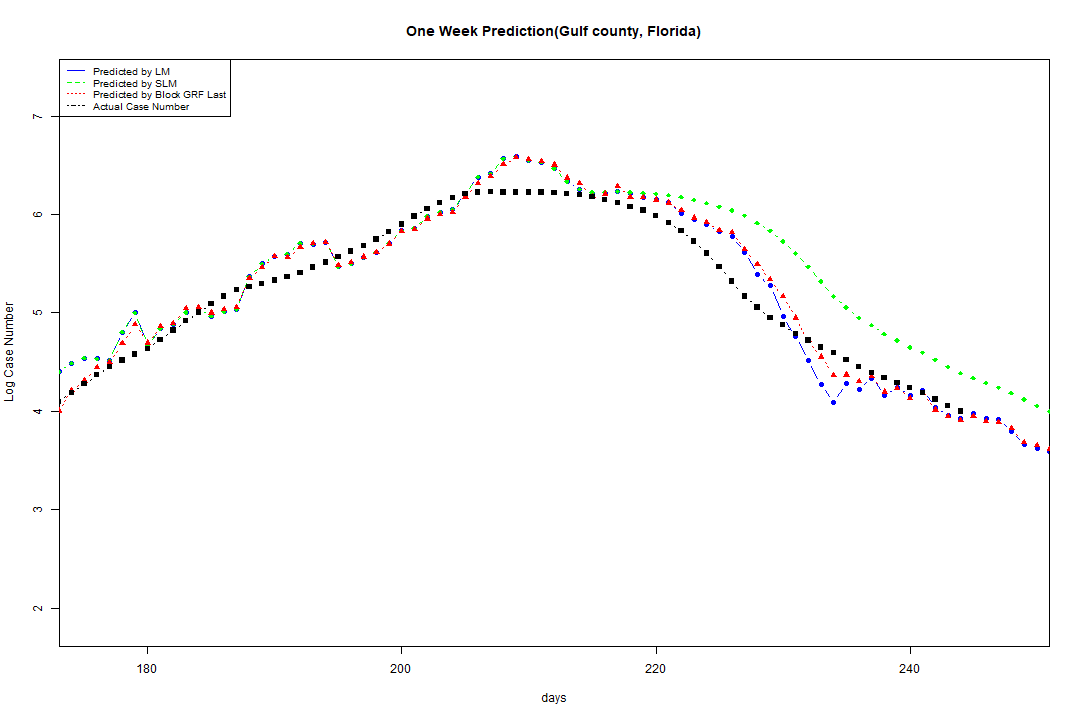 One Week Prediction(Gulf county, Florida)
Predicted by LM
Predicted by SLM
Predicted by Block GRF Last
Actual Case Number
7
6
5
4
3
2
Log Case Number
180 200 220 240
days